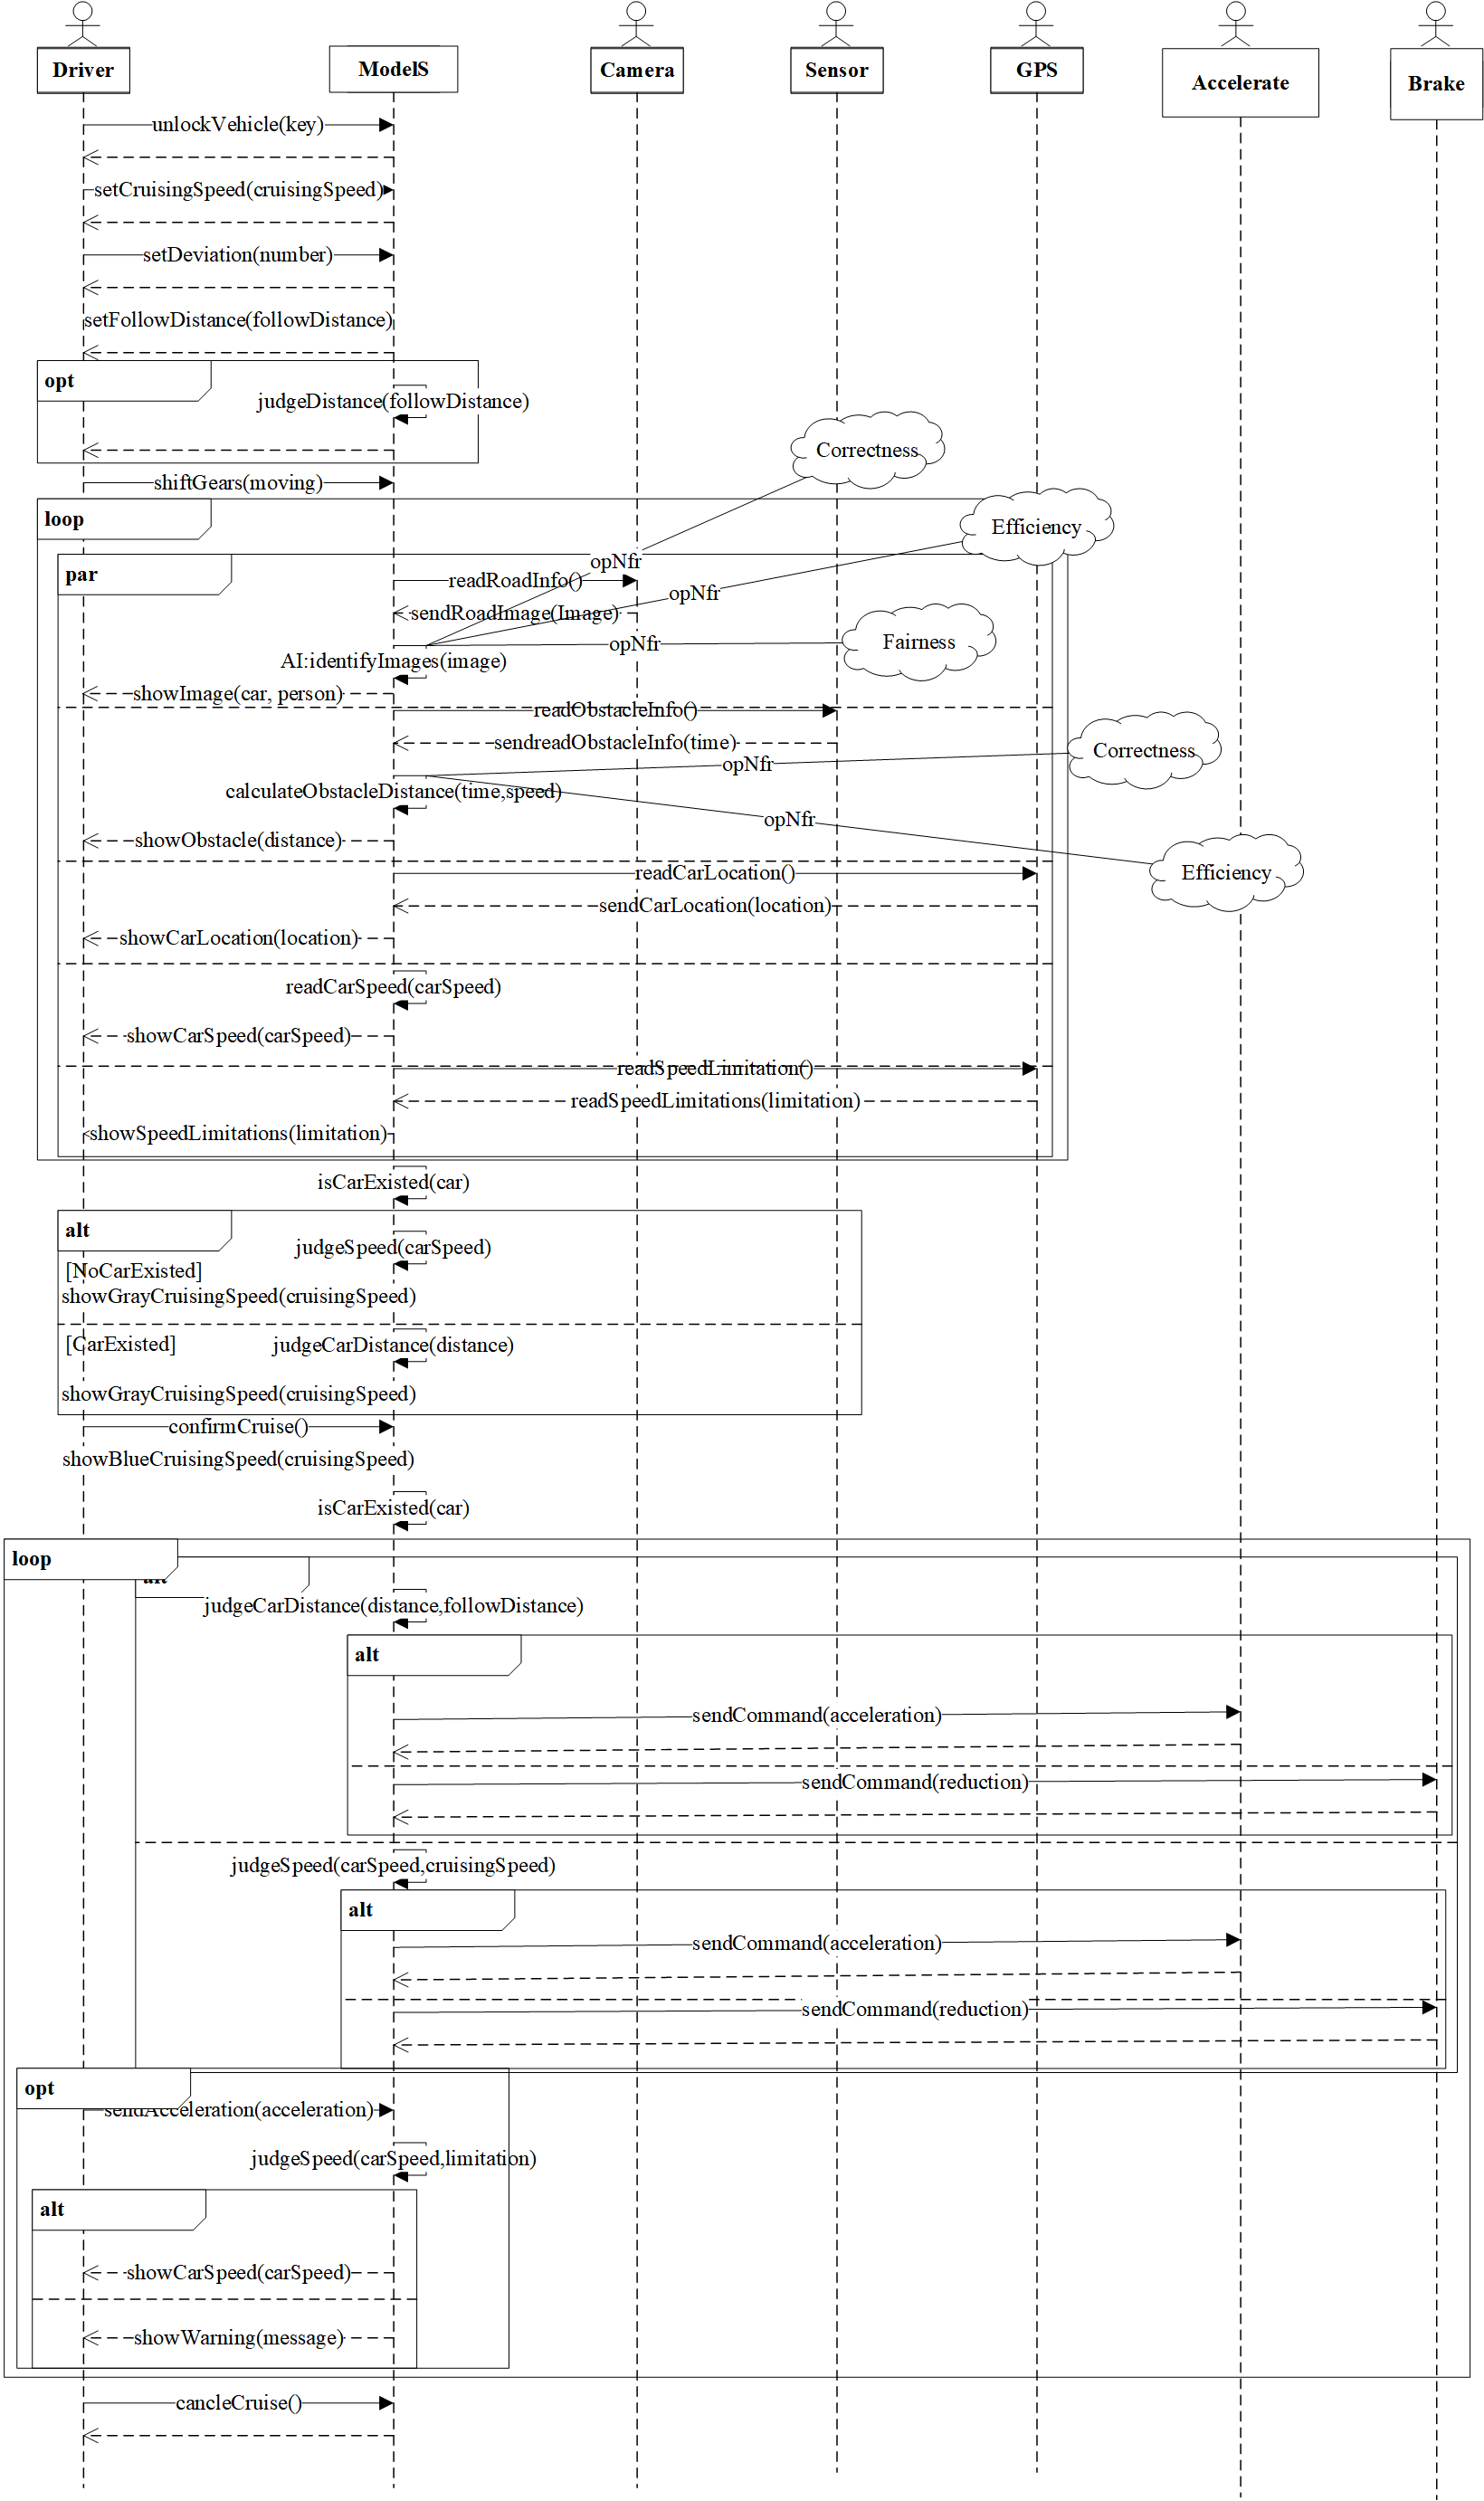 Driver
ModelS
Camera
Sensor
GPS
Accelerate
Brake
unlockVehicle(key)
setCruisingSpeed(cruisingSpeed)
setDeviation(number)
setFollowDistance(followDistance)
opt
judgeDistance(followDistance)
Correctness
shiftGears(moving)
loop
Efficiency
opNfr
par
readRoadInfo()
opNfr
sendRoadImage(Image)
Fairness
opNfr
AI:identifyImages(image)
showImage(car, person)
readObstacleInfo()
sendreadObstacleInfo(time)
Correctness
opNfr
calculateObstacleDistance(time,speed)
opNfr
showObstacle(distance)
readCarLocation()
Efficiency
sendCarLocation(location)
showCarLocation(location)
readCarSpeed(carSpeed)
showCarSpeed(carSpeed)
readSpeedLimitation()
readSpeedLimitations(limitation)
showSpeedLimitations(limitation)
isCarExisted(car)
alt
judgeSpeed(carSpeed)
[NoCarExisted]
showGrayCruisingSpeed(cruisingSpeed)
[CarExisted]
judgeCarDistance(distance)
showGrayCruisingSpeed(cruisingSpeed)
confirmCruise()
showBlueCruisingSpeed(cruisingSpeed)
isCarExisted(car)
loop
alt
judgeCarDistance(distance,followDistance)
alt
sendCommand(acceleration)
sendCommand(reduction)
judgeSpeed(carSpeed,cruisingSpeed)
alt
sendCommand(acceleration)
sendCommand(reduction)
opt
sendAcceleration(acceleration)
judgeSpeed(carSpeed,limitation)
alt
showCarSpeed(carSpeed)
showWarning(message)
cancleCruise()